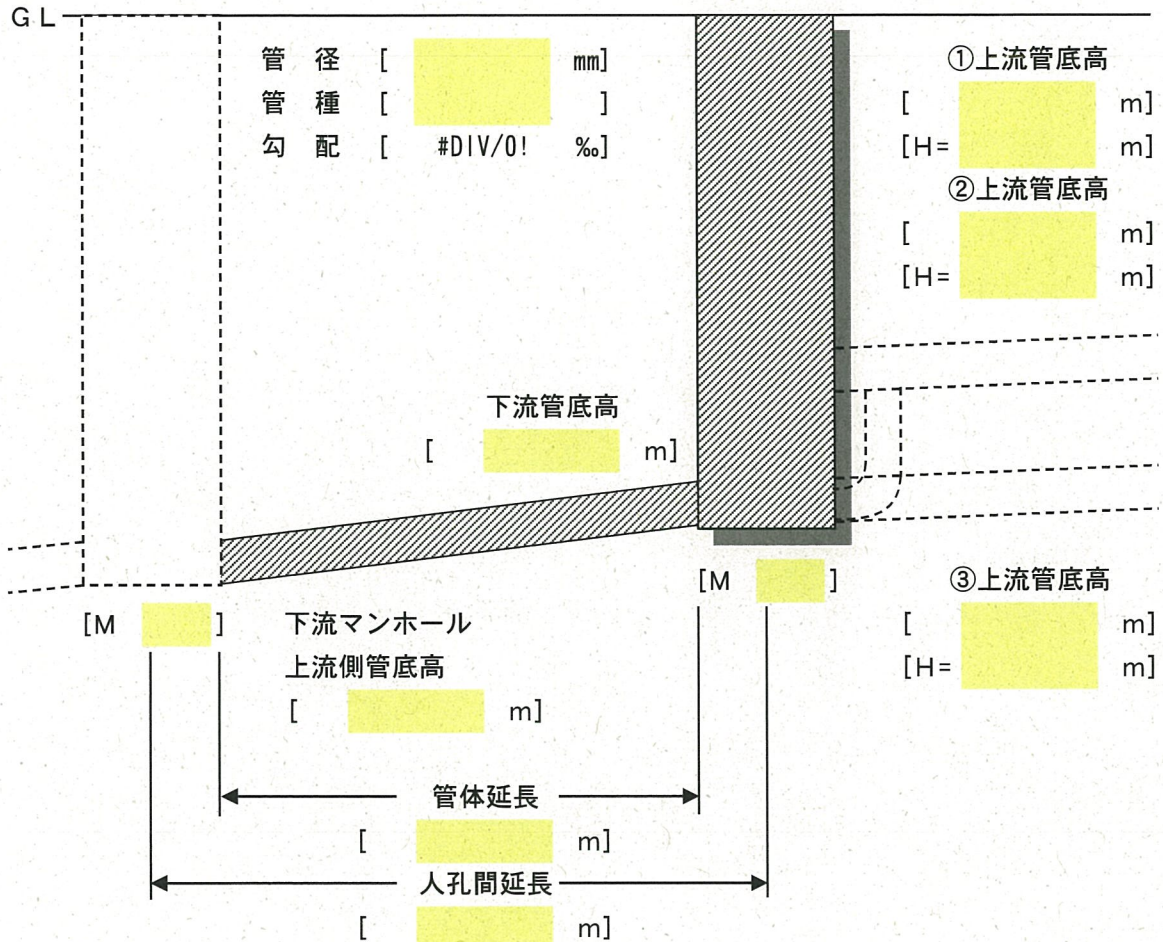 GL
管 径 [ mm]
管 種 [ ]
勾 配 [ #DIV/0! ‰]
①上流管底高
[ m]
[H= m]
②上流管底高
[ m]
[H= m]
下流管底高
[ m]
[M ]
③上流管底高
[ m]
[H= m]
[M ]
下流マンホール
上流側管底高
[ m]
管体延長
[ m]
人孔間延長
[ m]